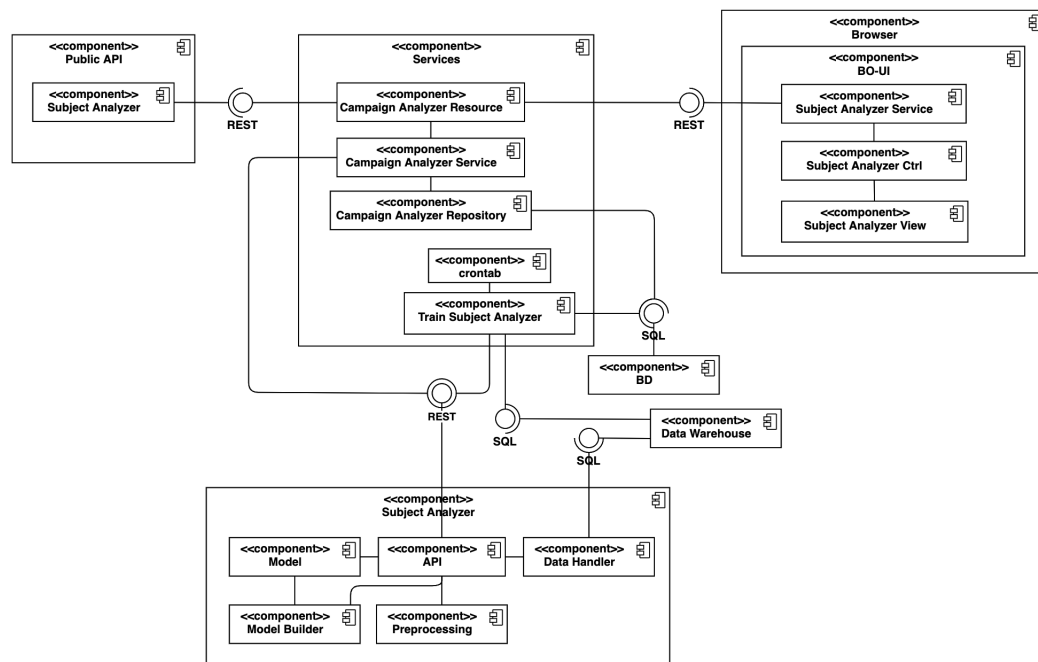 <<component>>
Public API
<<component>>
Subject Analyzer
REST
<<component>>
Services
<<component>>
Campaign Analyzer Resource
<<component>>
Campaign Analyzer Service
<<component>>
Campaign Analyzer Repository
<<component>>
crontab
<<component>>
Train Subject Analyzer
REST
<<component>>
Browser
<<component>>
BO-UI
<<component>>
Subject Analyzer Service
<<component>>
Subject Analyzer Ctrl
<<component>>
Subject Analyzer View
SQL
<<component>>
BD
REST
SQL
<<component>>
Data Warehouse
SQL
<<component>>
Subject Analyzer
<<component>>
Model
<<component>>
API
<<component>>
Data Handler
<<component>>
Model Builder
<<component>>
Preprocessing